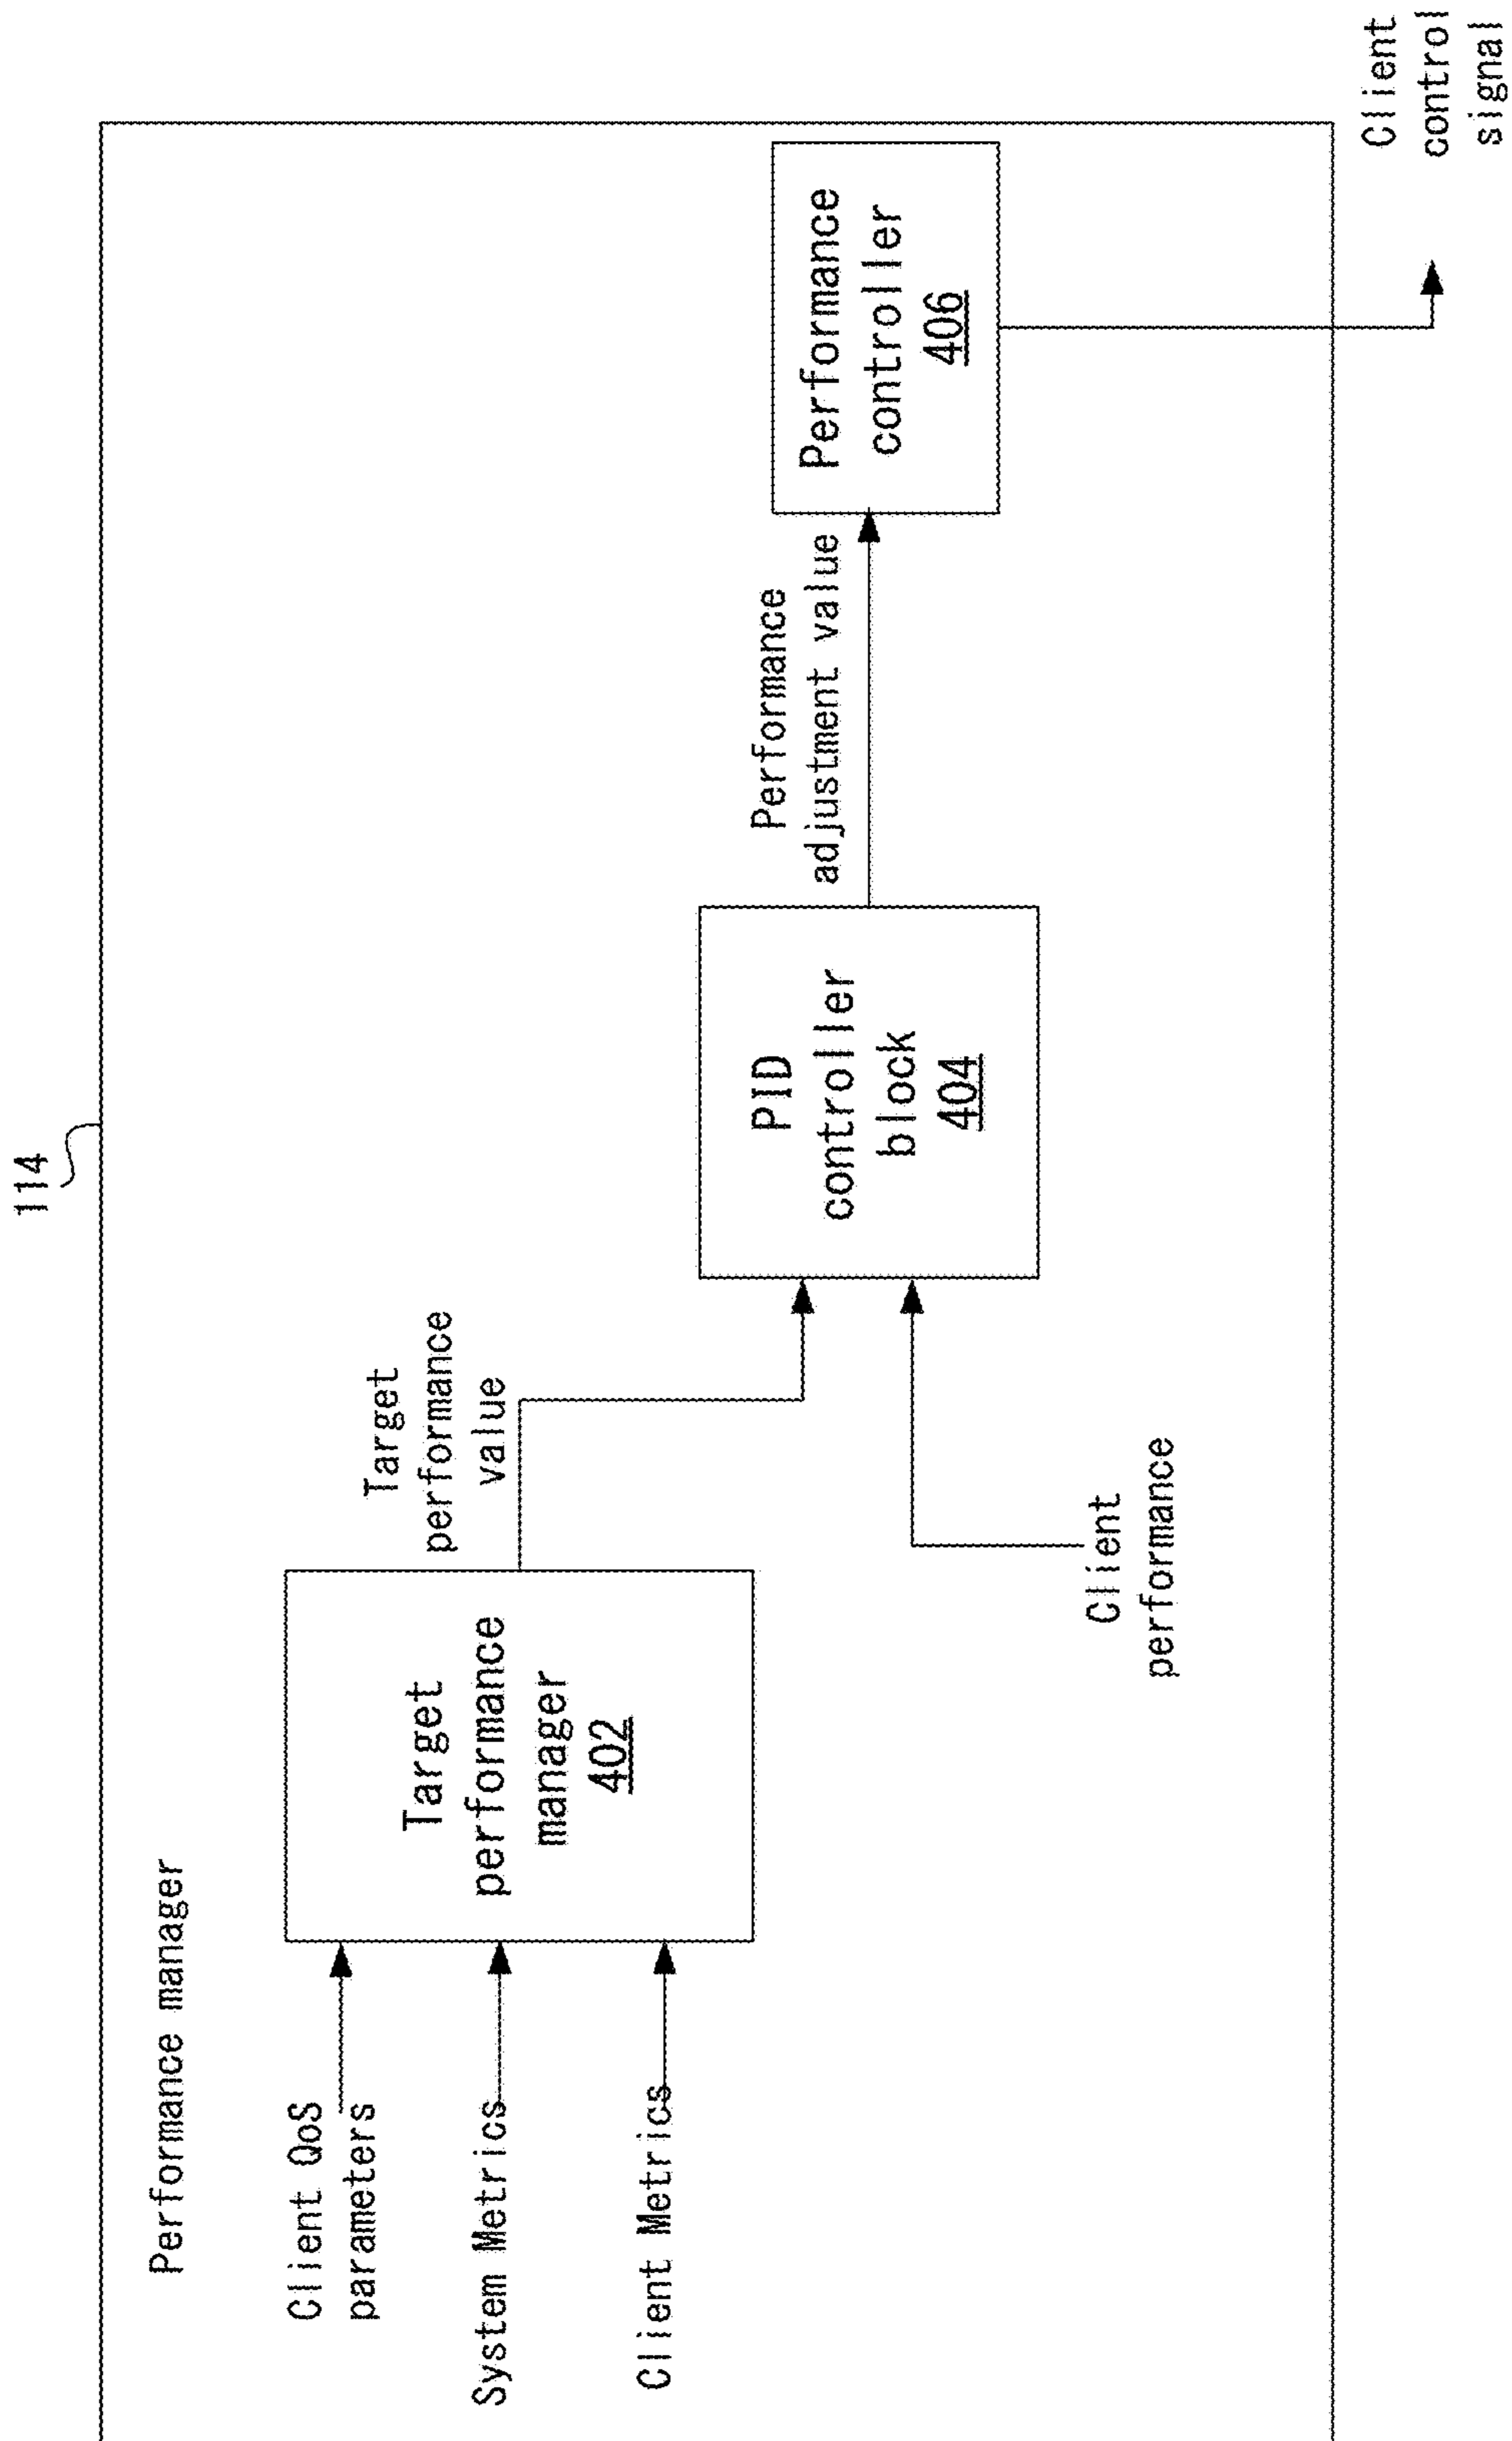 114
Performance manager
Client QoS
parameters
System Metrics
Client Metrics
Target
performance
manager
402
Target
performance
value
Client
performance
PID
controller
block
404
Performance
adjustment value
Performance
controller
406
Client
control
signal